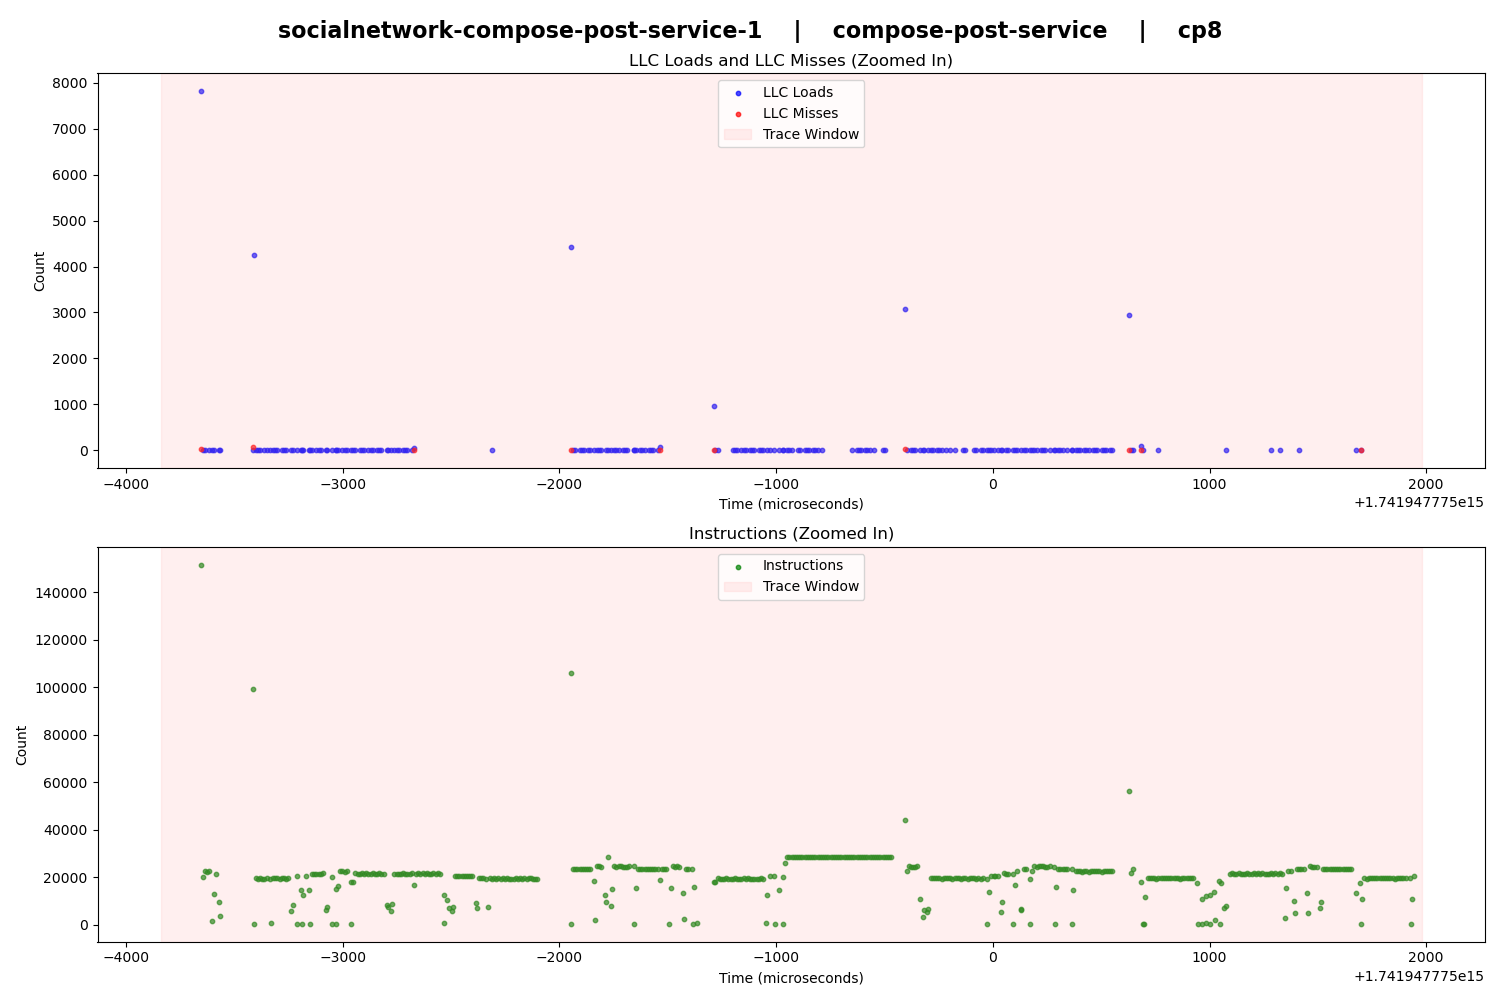 socialnetwork-compose-post-service-1    |    compose-post-service    |    cp8
LLC Loads and LLC Misses (Zoomed In)
8000
7000
6000
5000
4000
3000
2000
1000
0
Count
LLC Loads
LLC Misses
Trace Window
−4000 −3000 −2000 −1000 0 1000 2000
Time (microseconds)
+1.741947775e15
Instructions (Zoomed In)
140000
120000
100000
80000
60000
40000
20000
0
Count
Instructions
Trace Window
−4000 −3000 −2000 −1000 0 1000 2000
Time (microseconds)
+1.741947775e15